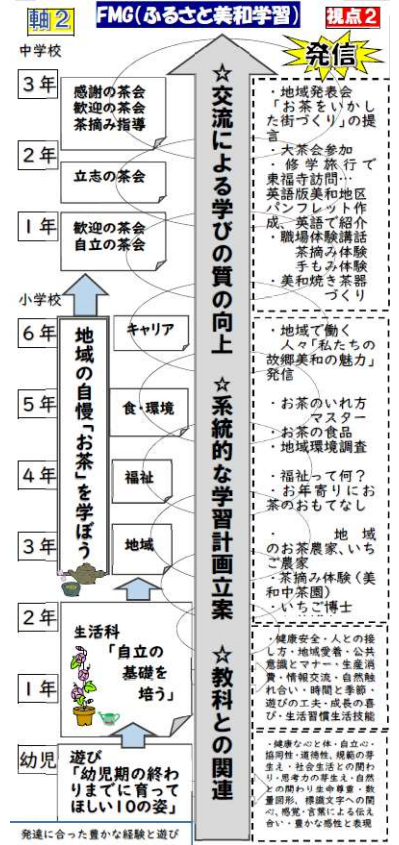 軸２
FMG(ふるさと美和学習)
視点２
発信
中学校
３年
感謝の茶会
歓迎の茶会
茶摘み指導
２年
立志の茶会
１年
歓迎の茶会
自立の茶会
小学校
６年
キャリア
５年
食・環境
４年
福祉
３年
地域
地域の自慢「お茶」を学ぼう
２年
１年
生活科
「自立の
基礎を
培う」
幼児
遊び
「幼児期の終わ
りまでに育って
ほしい１０の姿」
発達に合った豊かな経験と遊び
☆交流による学びの質の向上 ☆系統的な学習計画立案 ☆教科との関連
・地域発表会
「お茶をいかし
た街づくり」の提
言
・大茶会参加
・修学旅行で
東福寺訪問…
英語版美和地区
パンフレット作
成、英語で紹介
・職場体験講話
茶摘み体験
手もみ体験
・美和焼き茶器
づくり
・地域で働く
人々「私たちの
故郷美和の魅力」
発信
・お茶のいれ方
マスター
・お茶の食品
・地域環境調査
・福祉って何？
・お年寄りにお
茶のおもてなし
・地域
のお茶農家、いち
ご農家
・茶摘み体験（美
和中茶園）
・いちご博士
・健康安全・人との接
し方・地域愛着・公共
意識とマナー・生産消
費・情報交流・自然触
れ合い・時間と季節・
遊びの工夫・成長の喜
び・生活習慣生活技能
・健康な心と体・自立心・
協同性・道徳性、規範の芽
生え・社会生活との関わ
り・思考力の芽生え・自然
との関わり生命尊重・数
量図形、標識文字への関
心、感覚・言葉による伝え
合い・豊かな感性と表現